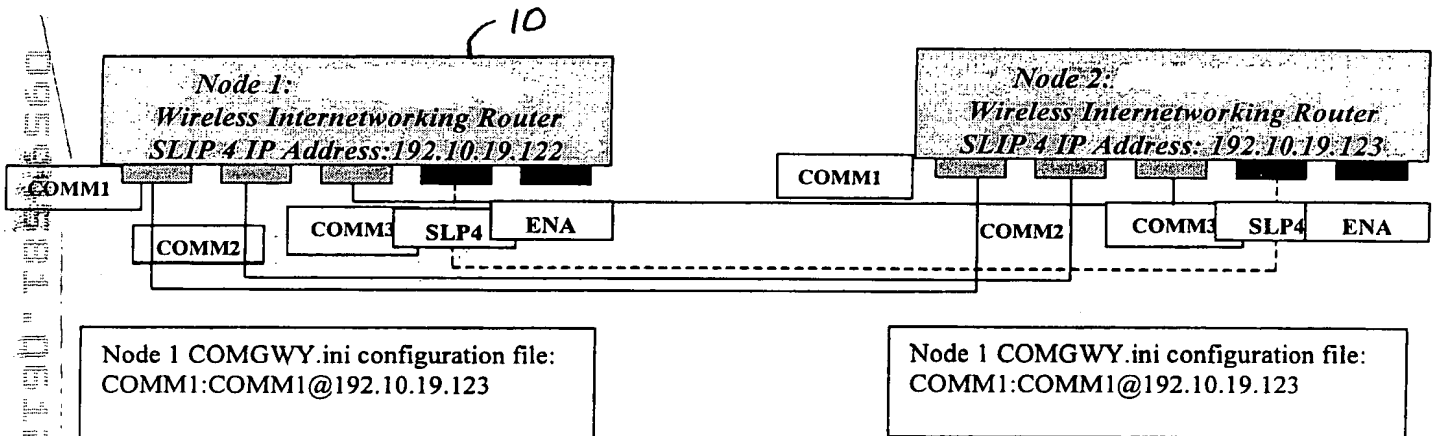 10
Node 1:
Wireless Internetworking Router
SLIP 4 IP Address:192.10.19.122
COMM1
COMM2
COMM3
SLP4
ENA
Node 2:
Wireless Internetworking Router
SLIP 4 IP Address: 192.10.19.123
COMM1
COMM2
COMM3
SLP4
ENA
Node 1 COMGWY.ini configuration file:
COMM1:COMM1@192.10.19.123
Node 1 COMGWY.ini configuration file:
COMM1:COMM1@192.10.19.123